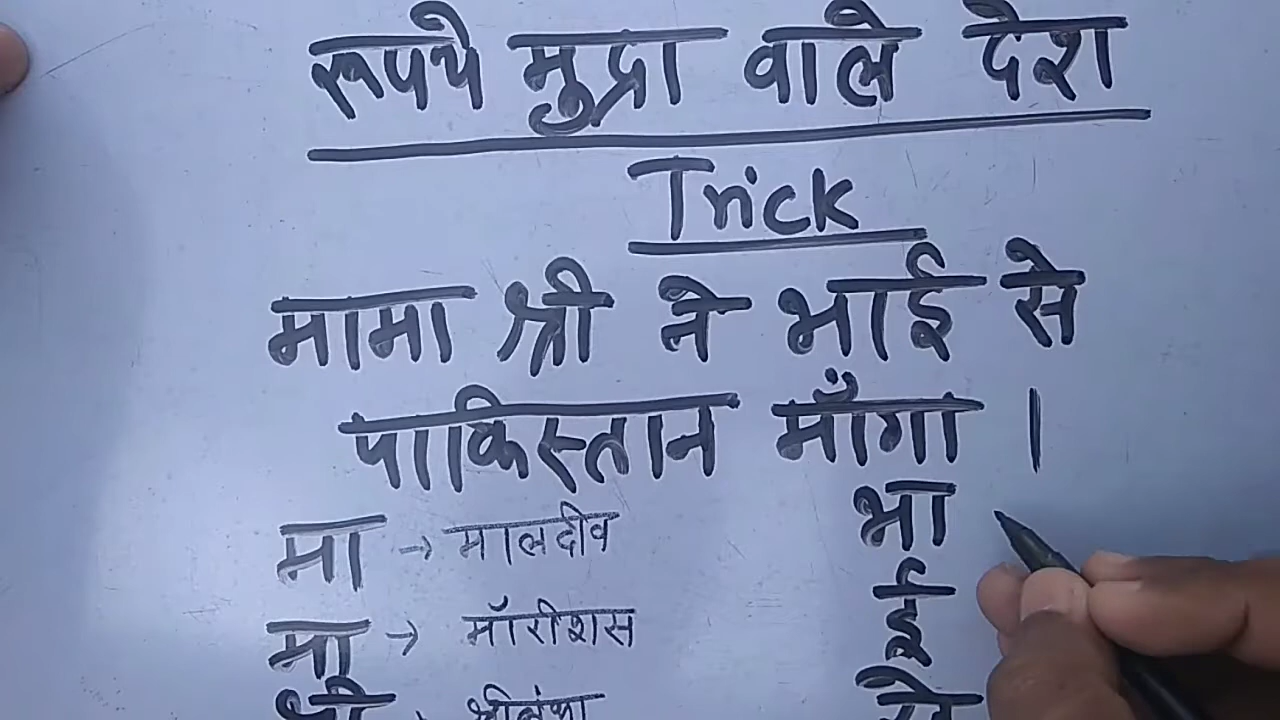 रूपये मुद्रा वाले देश
Trick
मामा श्री ने भाई से
पाकिस्तान माँगा ।
मा → मालदीव
मा → मॉरीशस
श्री → श्रीलंका
भा
ई
से